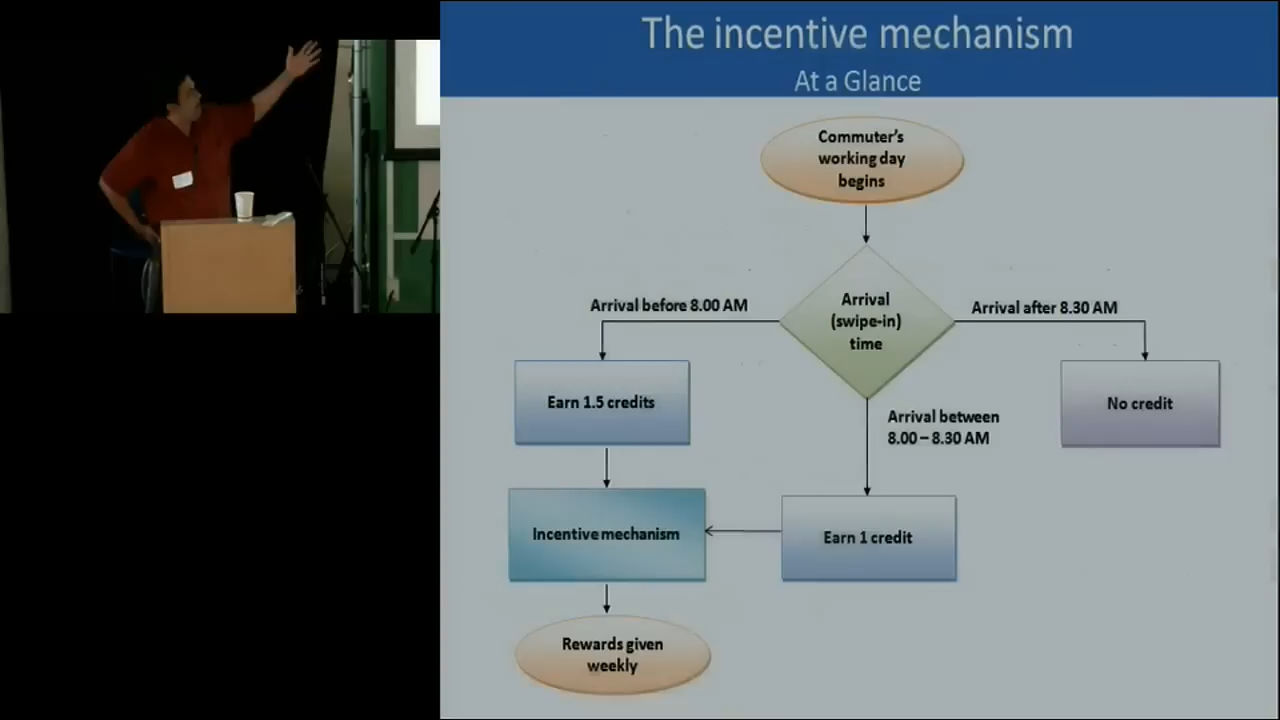 The incentive mechanism
At a Glance
Commuter's
working day
begins
Arrival before 8.00 AM
Arrival
(swipe-in)
time
Arrival after 8.30 AM
Earn 1.5 credits
No credit
Arrival between
8.00 – 8.30 AM
Incentive mechanism
Earn 1 credit
Rewards given
weekly